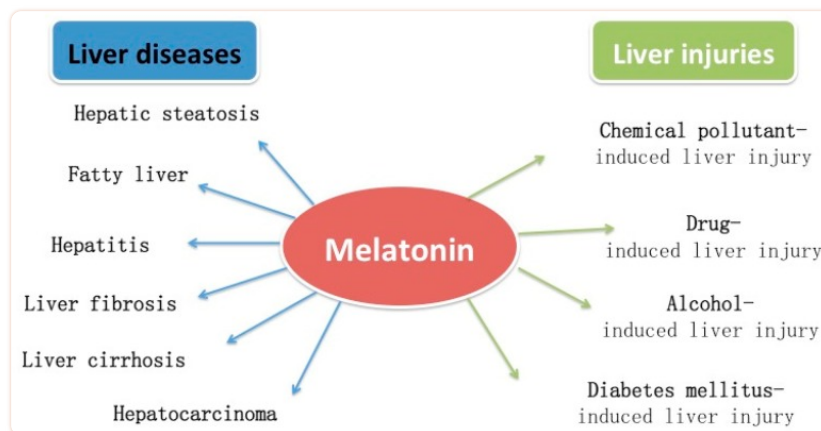 Liver diseases
Hepatic steatosis
Fatty liver
Hepatitis
Liver fibrosis
Liver cirrhosis
Hepatocarcinoma
Melatonin
Liver injuries
Chemical pollutant-
induced liver injury
Drug-
induced liver injury
Alcohol-
induced liver injury
Diabetes mellitus-
induced liver injury